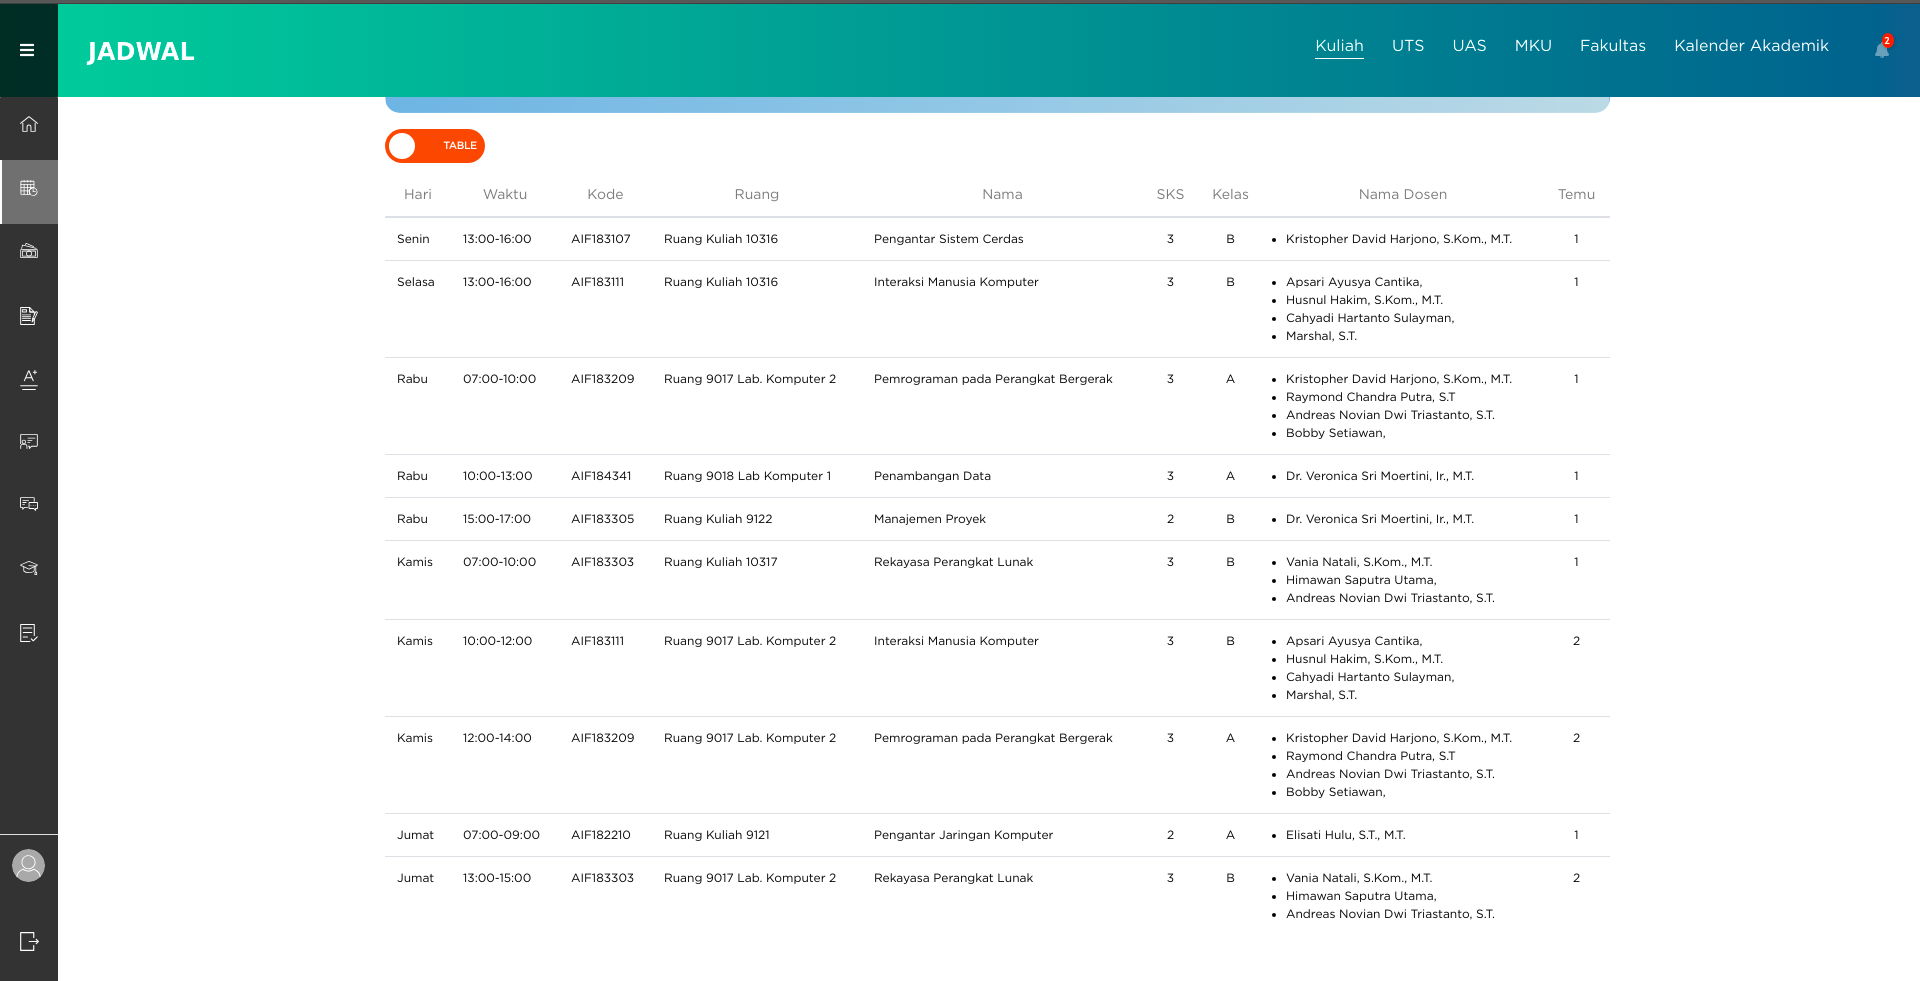 JADWAL
Kuliah UTS UAS MKU Fakultas Kalender Akademik 2
TABLE
Hari Waktu Kode Ruang Nama SKS Kelas Nama Dosen Temu
Senin 13:00-16:00 AIF183107 Ruang Kuliah 10316 Pengantar Sistem Cerdas 3 B • Kristopher David Harjono, S.Kom., M.T. 1
Selasa 13:00-16:00 AIF183111 Ruang Kuliah 10316 Interaksi Manusia Komputer 3 B • Apsari Ayusya Cantika, 1
• Husnul Hakim, S.Kom., M.T.
• Cahyadi Hartanto Sulayman,
• Marshal, S.T.
Rabu 07:00-10:00 AIF183209 Ruang 9017 Lab. Komputer 2 Pemrograman pada Perangkat Bergerak 3 A • Kristopher David Harjono, S.Kom., M.T. 1
• Raymond Chandra Putra, S.T
• Andreas Novian Dwi Triastanto, S.T.
• Bobby Setiawan,
Rabu 10:00-13:00 AIF184341 Ruang 9018 Lab Komputer 1 Penambangan Data 3 A • Dr. Veronica Sri Moertini, Ir., M.T. 1
Rabu 15:00-17:00 AIF183305 Ruang Kuliah 9122 Manajemen Proyek 2 B • Dr. Veronica Sri Moertini, Ir., M.T. 1
Kamis 07:00-10:00 AIF183303 Ruang Kuliah 10317 Rekayasa Perangkat Lunak 3 B • Vania Natali, S.Kom., M.T. 1
• Himawan Saputra Utama,
• Andreas Novian Dwi Triastanto, S.T.
Kamis 10:00-12:00 AIF183111 Ruang 9017 Lab. Komputer 2 Interaksi Manusia Komputer 3 B • Apsari Ayusya Cantika, 2
• Husnul Hakim, S.Kom., M.T.
• Cahyadi Hartanto Sulayman,
• Marshal, S.T.
Kamis 12:00-14:00 AIF183209 Ruang 9017 Lab. Komputer 2 Pemrograman pada Perangkat Bergerak 3 A • Kristopher David Harjono, S.Kom., M.T. 2
• Raymond Chandra Putra, S.T
• Andreas Novian Dwi Triastanto, S.T.
• Bobby Setiawan,
Jumat 07:00-09:00 AIF182210 Ruang Kuliah 9121 Pengantar Jaringan Komputer 2 A • Elisati Hulu, S.T., M.T. 1
Jumat 13:00-15:00 AIF183303 Ruang 9017 Lab. Komputer 2 Rekayasa Perangkat Lunak 3 B • Vania Natali, S.Kom., M.T. 2
• Himawan Saputra Utama,
• Andreas Novian Dwi Triastanto, S.T.